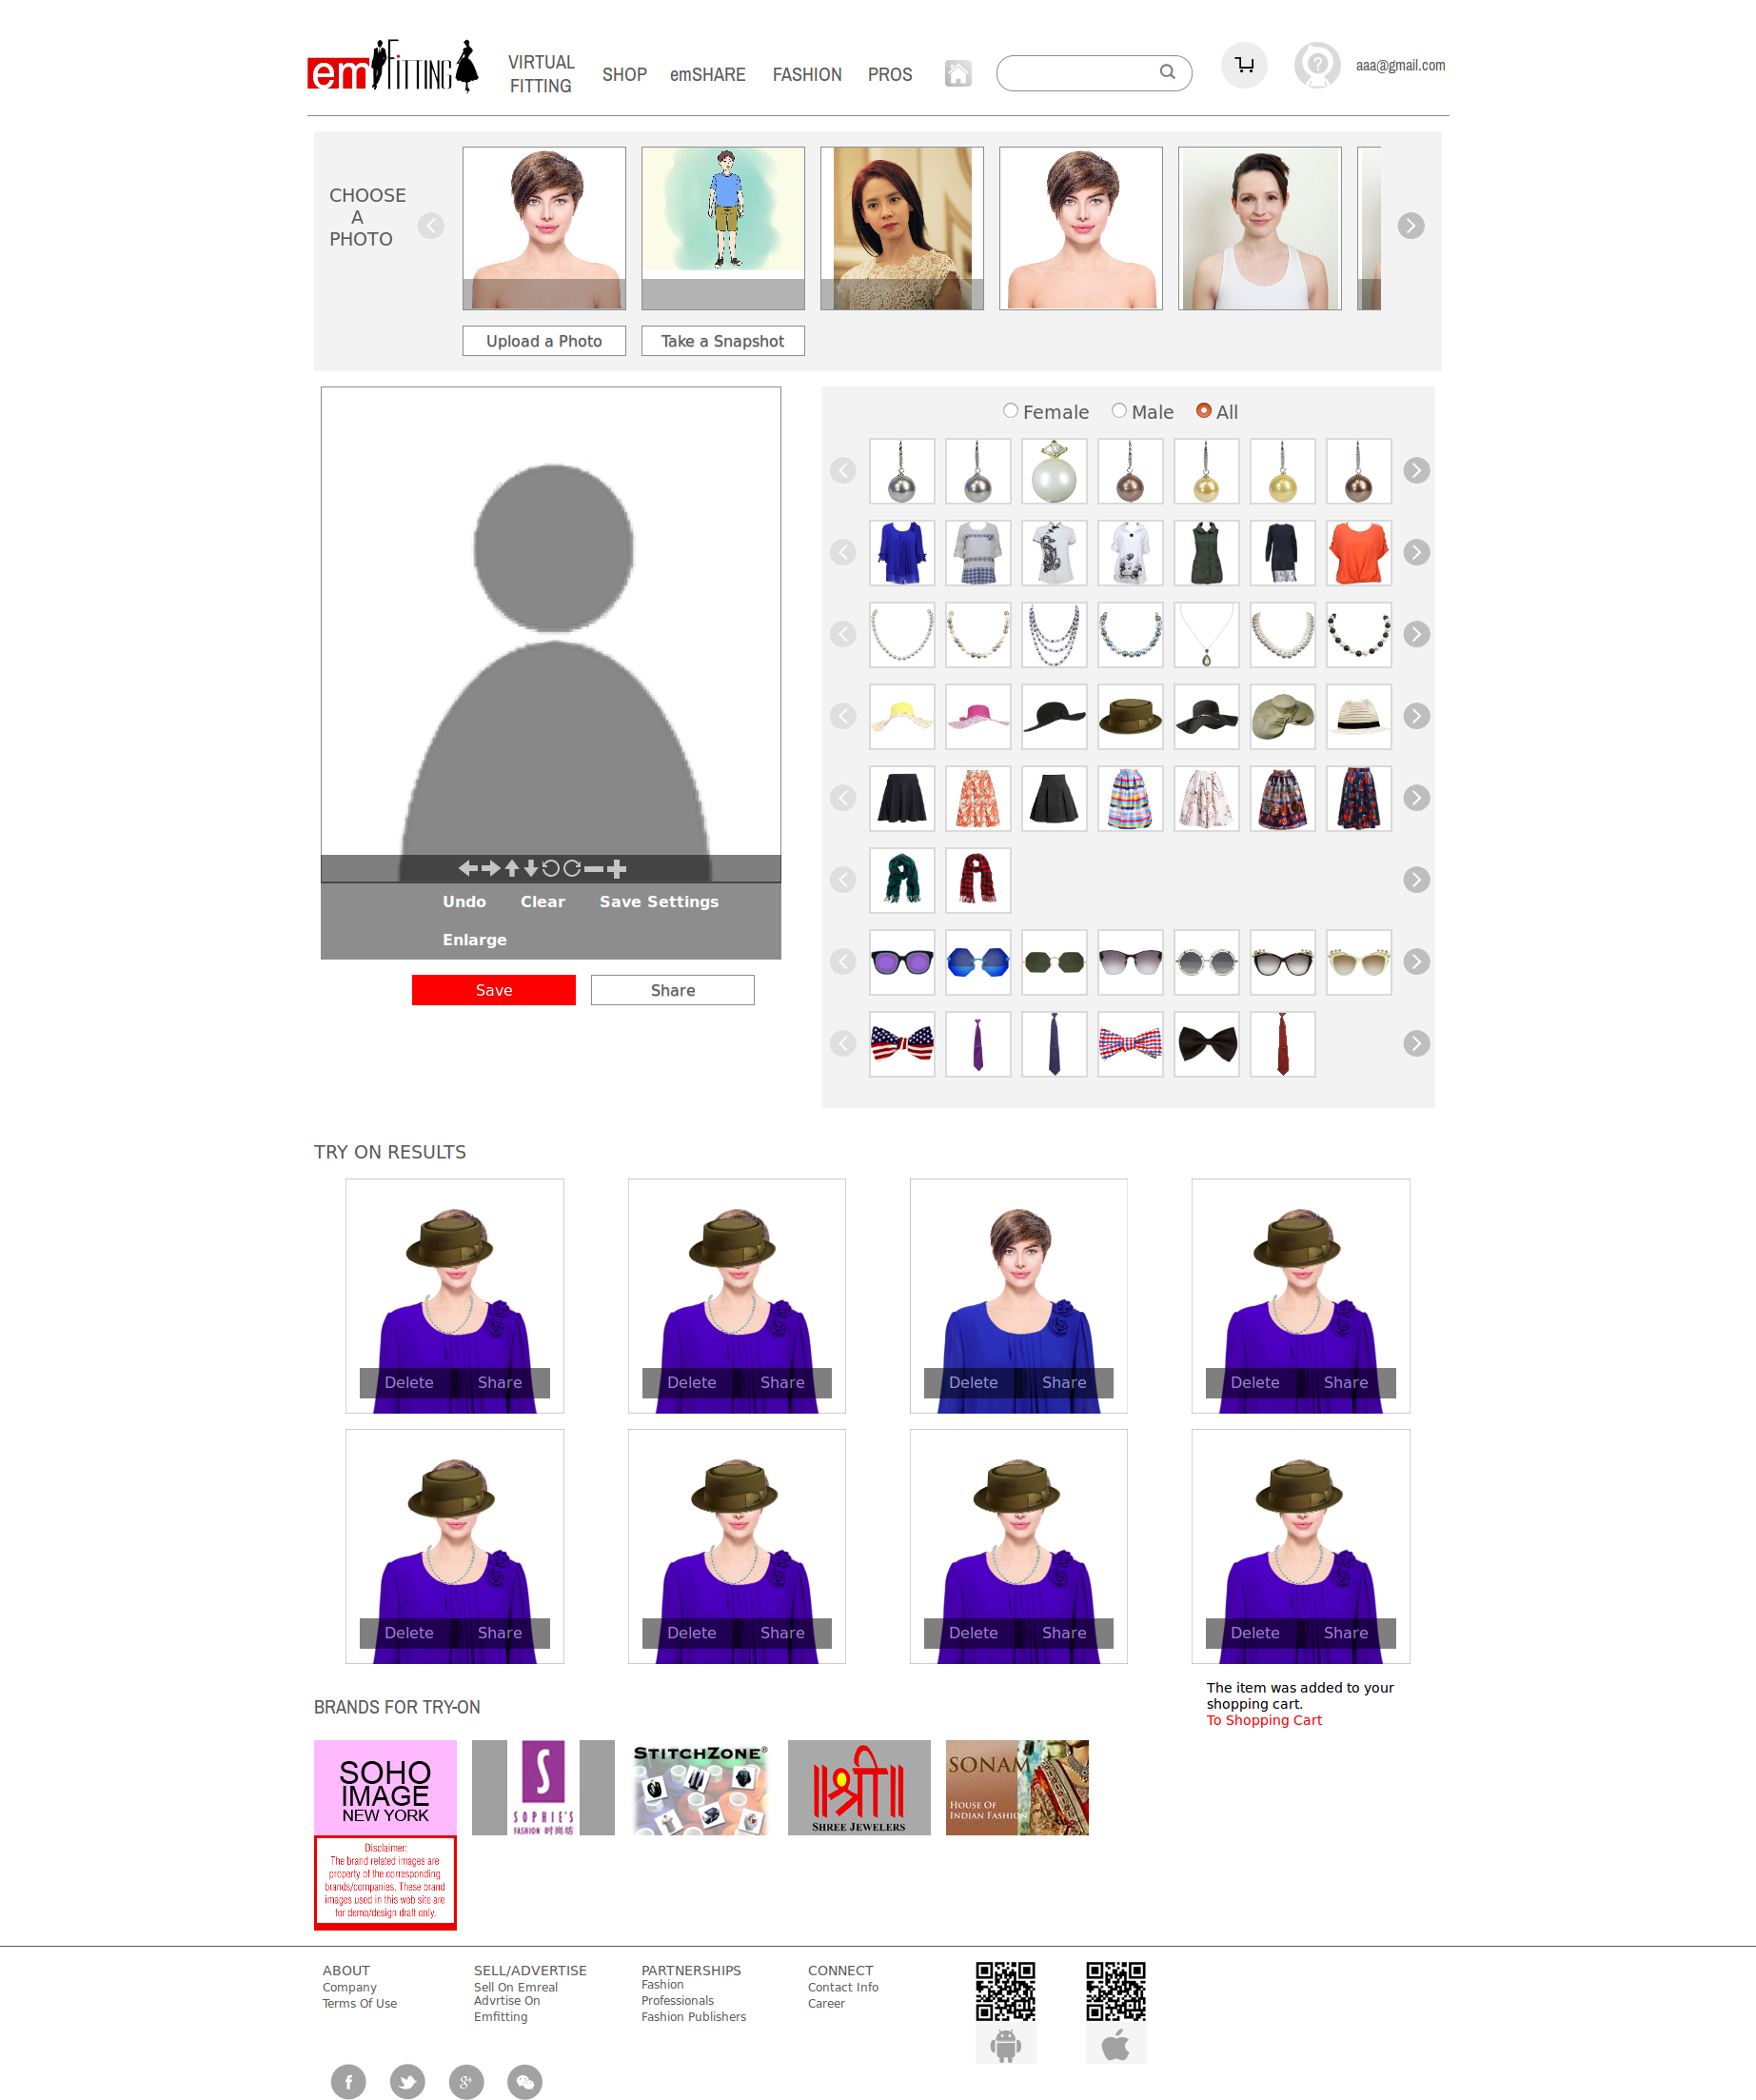 em FITTING
VIRTUAL
FITTING
SHOP
emSHARE
FASHION
PROS
aaa@gmail.com
CHOOSE
A
PHOTO
Upload a Photo
Take a Snapshot
Female
Male
All
Undo
Clear
Save Settings
Enlarge
Save
Share
TRY ON RESULTS
Delete
Share
Delete
Share
Delete
Share
Delete
Share
Delete
Share
Delete
Share
Delete
Share
Delete
Share
The item was added to your
shopping cart.
To Shopping Cart
BRANDS FOR TRY-ON
SOHO
IMAGE
NEW YORK
S
SOPHIE'S
FASHION 时尚坊
STITCHZONE®
श्री
SHREE JEWELERS
SONAM
HOUSE OF
INDIAN FASHION
Disclaimer:
The brand related images are
property of the corresponding
brands/companies. These brand
images used in this web site are
for demo/design draft only.
ABOUT
Company
Terms Of Use
SELL/ADVERTISE
Sell On Emreal
Advrtise On
Emfitting
PARTNERSHIPS
Fashion
Professionals
Fashion Publishers
CONNECT
Contact Info
Career